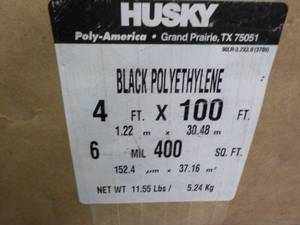 HUSKY
Poly-America • Grand Prairie, TX 75051
BLACK POLYETHYLENE
4 FT. X 100 FT.
1.22 m x 30.48 m
6 MIL 400 SQ. FT.
152.4 µm x 37.16 m²
NET WT 11.55 Lbs / 5.24 Kg